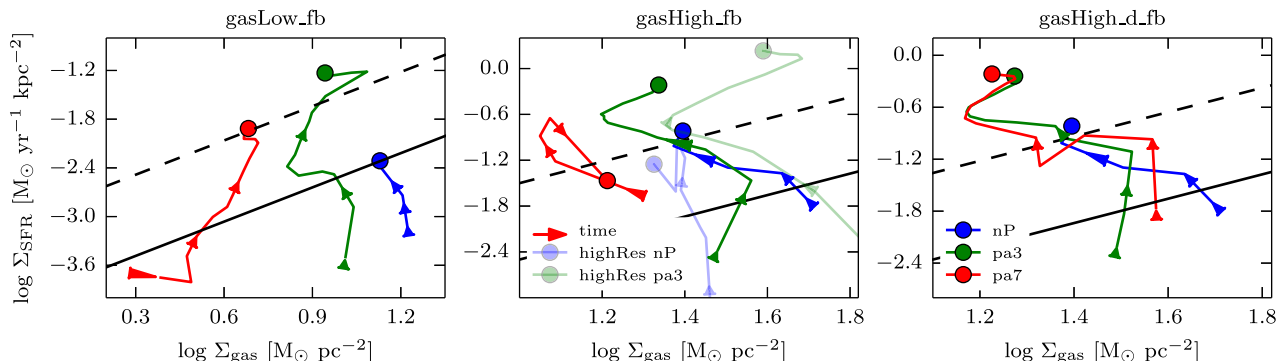 gasLow_fb gasHigh_fb gasHigh_d_fb
log Σ_SFR [M_⊙ yr⁻¹ kpc⁻²]
−1.2
−1.8
−2.4
−3.0
−3.6
0.3 0.6 0.9 1.2
log Σ_gas [M_⊙ pc⁻²]
0.0
−0.6
−1.2
−1.8
−2.4
time
highRes nP
highRes pa3
1.2 1.4 1.6 1.8
log Σ_gas [M_⊙ pc⁻²]
0.0
−0.6
−1.2
−1.8
−2.4
nP
pa3
pa7
1.2 1.4 1.6 1.8
log Σ_gas [M_⊙ pc⁻²]